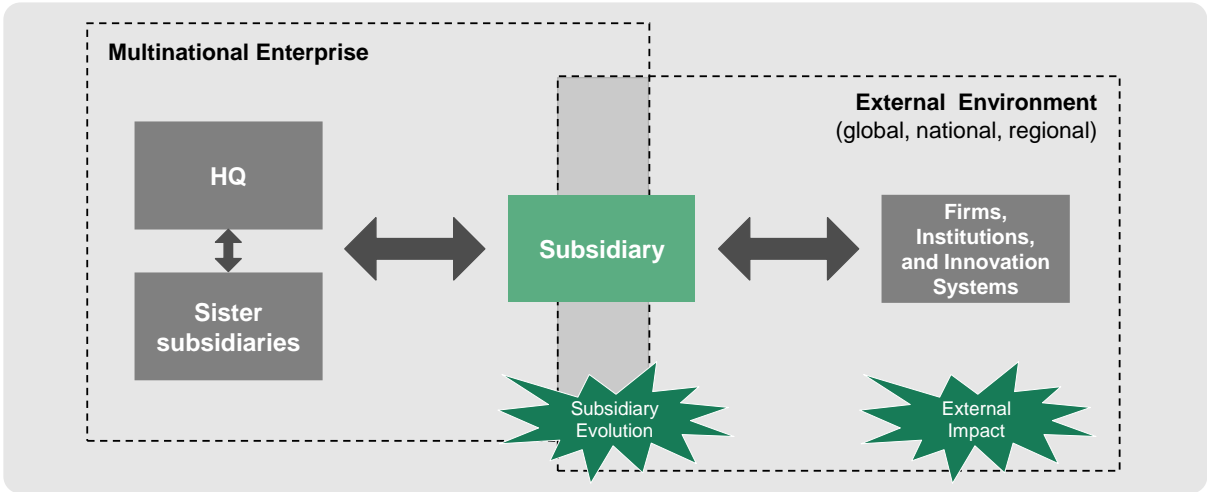 Multinational Enterprise
External Environment
(global, national, regional)
HQ
Sister
subsidiaries
Subsidiary
Firms,
Institutions,
and Innovation
Systems
Subsidiary
Evolution
External
Impact